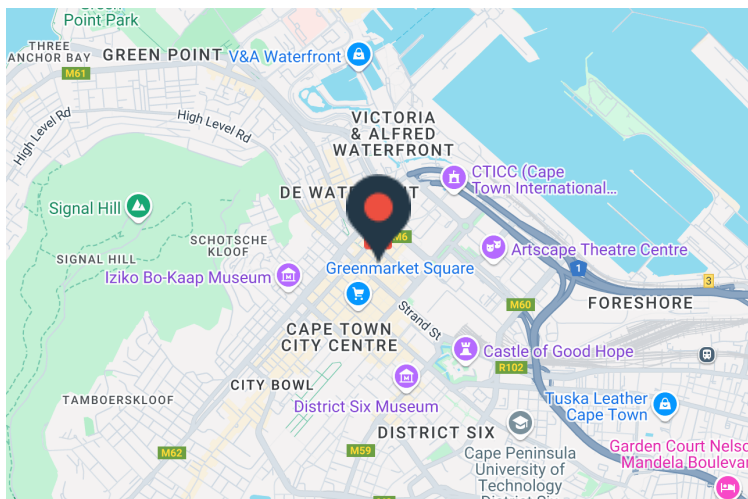 Green
Point Park
THREE
ANCHOR BAY
GREEN POINT
V&A Waterfront
M61
High Level Rd
High Level Rd
VICTORIA
& ALFRED
WATERFRONT
CTICC (Cape
Town International...
DE WATERKANT
Signal Hill
M6
SCHOTSCHE
KLOOF
Artscape Theatre Centre
SIGNAL HILL
Iziko Bo-Kaap Museum
Greenmarket Square
1
3
M60
FORESHORE
Strand St
CAPE TOWN
CITY CENTRE
Castle of Good Hope
R102
CITY BOWL
TAMBOERSKLOOF
District Six Museum
Tuska Leather
Cape Town
DISTRICT SIX
M62
M59
Cape Peninsula
University of
Technology
Garden Court Nelso
Mandela Boulevar